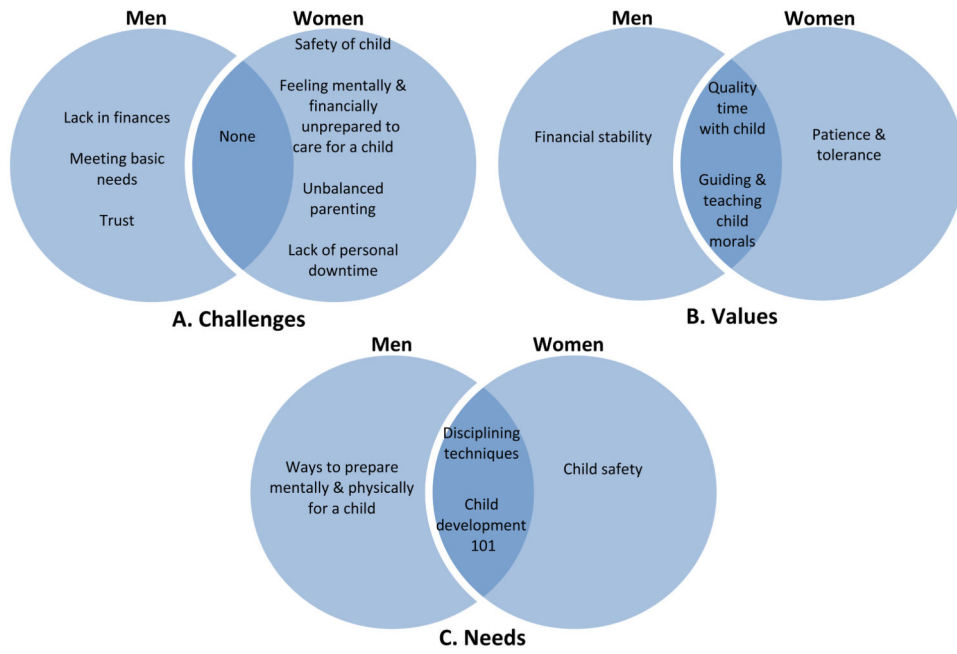 Men
Women
Lack in finances
Meeting basic
needs
Trust
None
Safety of child
Feeling mentally &
financially
unprepared to
care for a child
Unbalanced
parenting
Lack of personal
downtime
A. Challenges
Men
Women
Financial stability
Quality
time
with child
Guiding &
teaching
child
morals
Patience &
tolerance
B. Values
Men
Women
Ways to prepare
mentally & physically
for a child
Disciplining
techniques
Child
development
101
Child safety
C. Needs